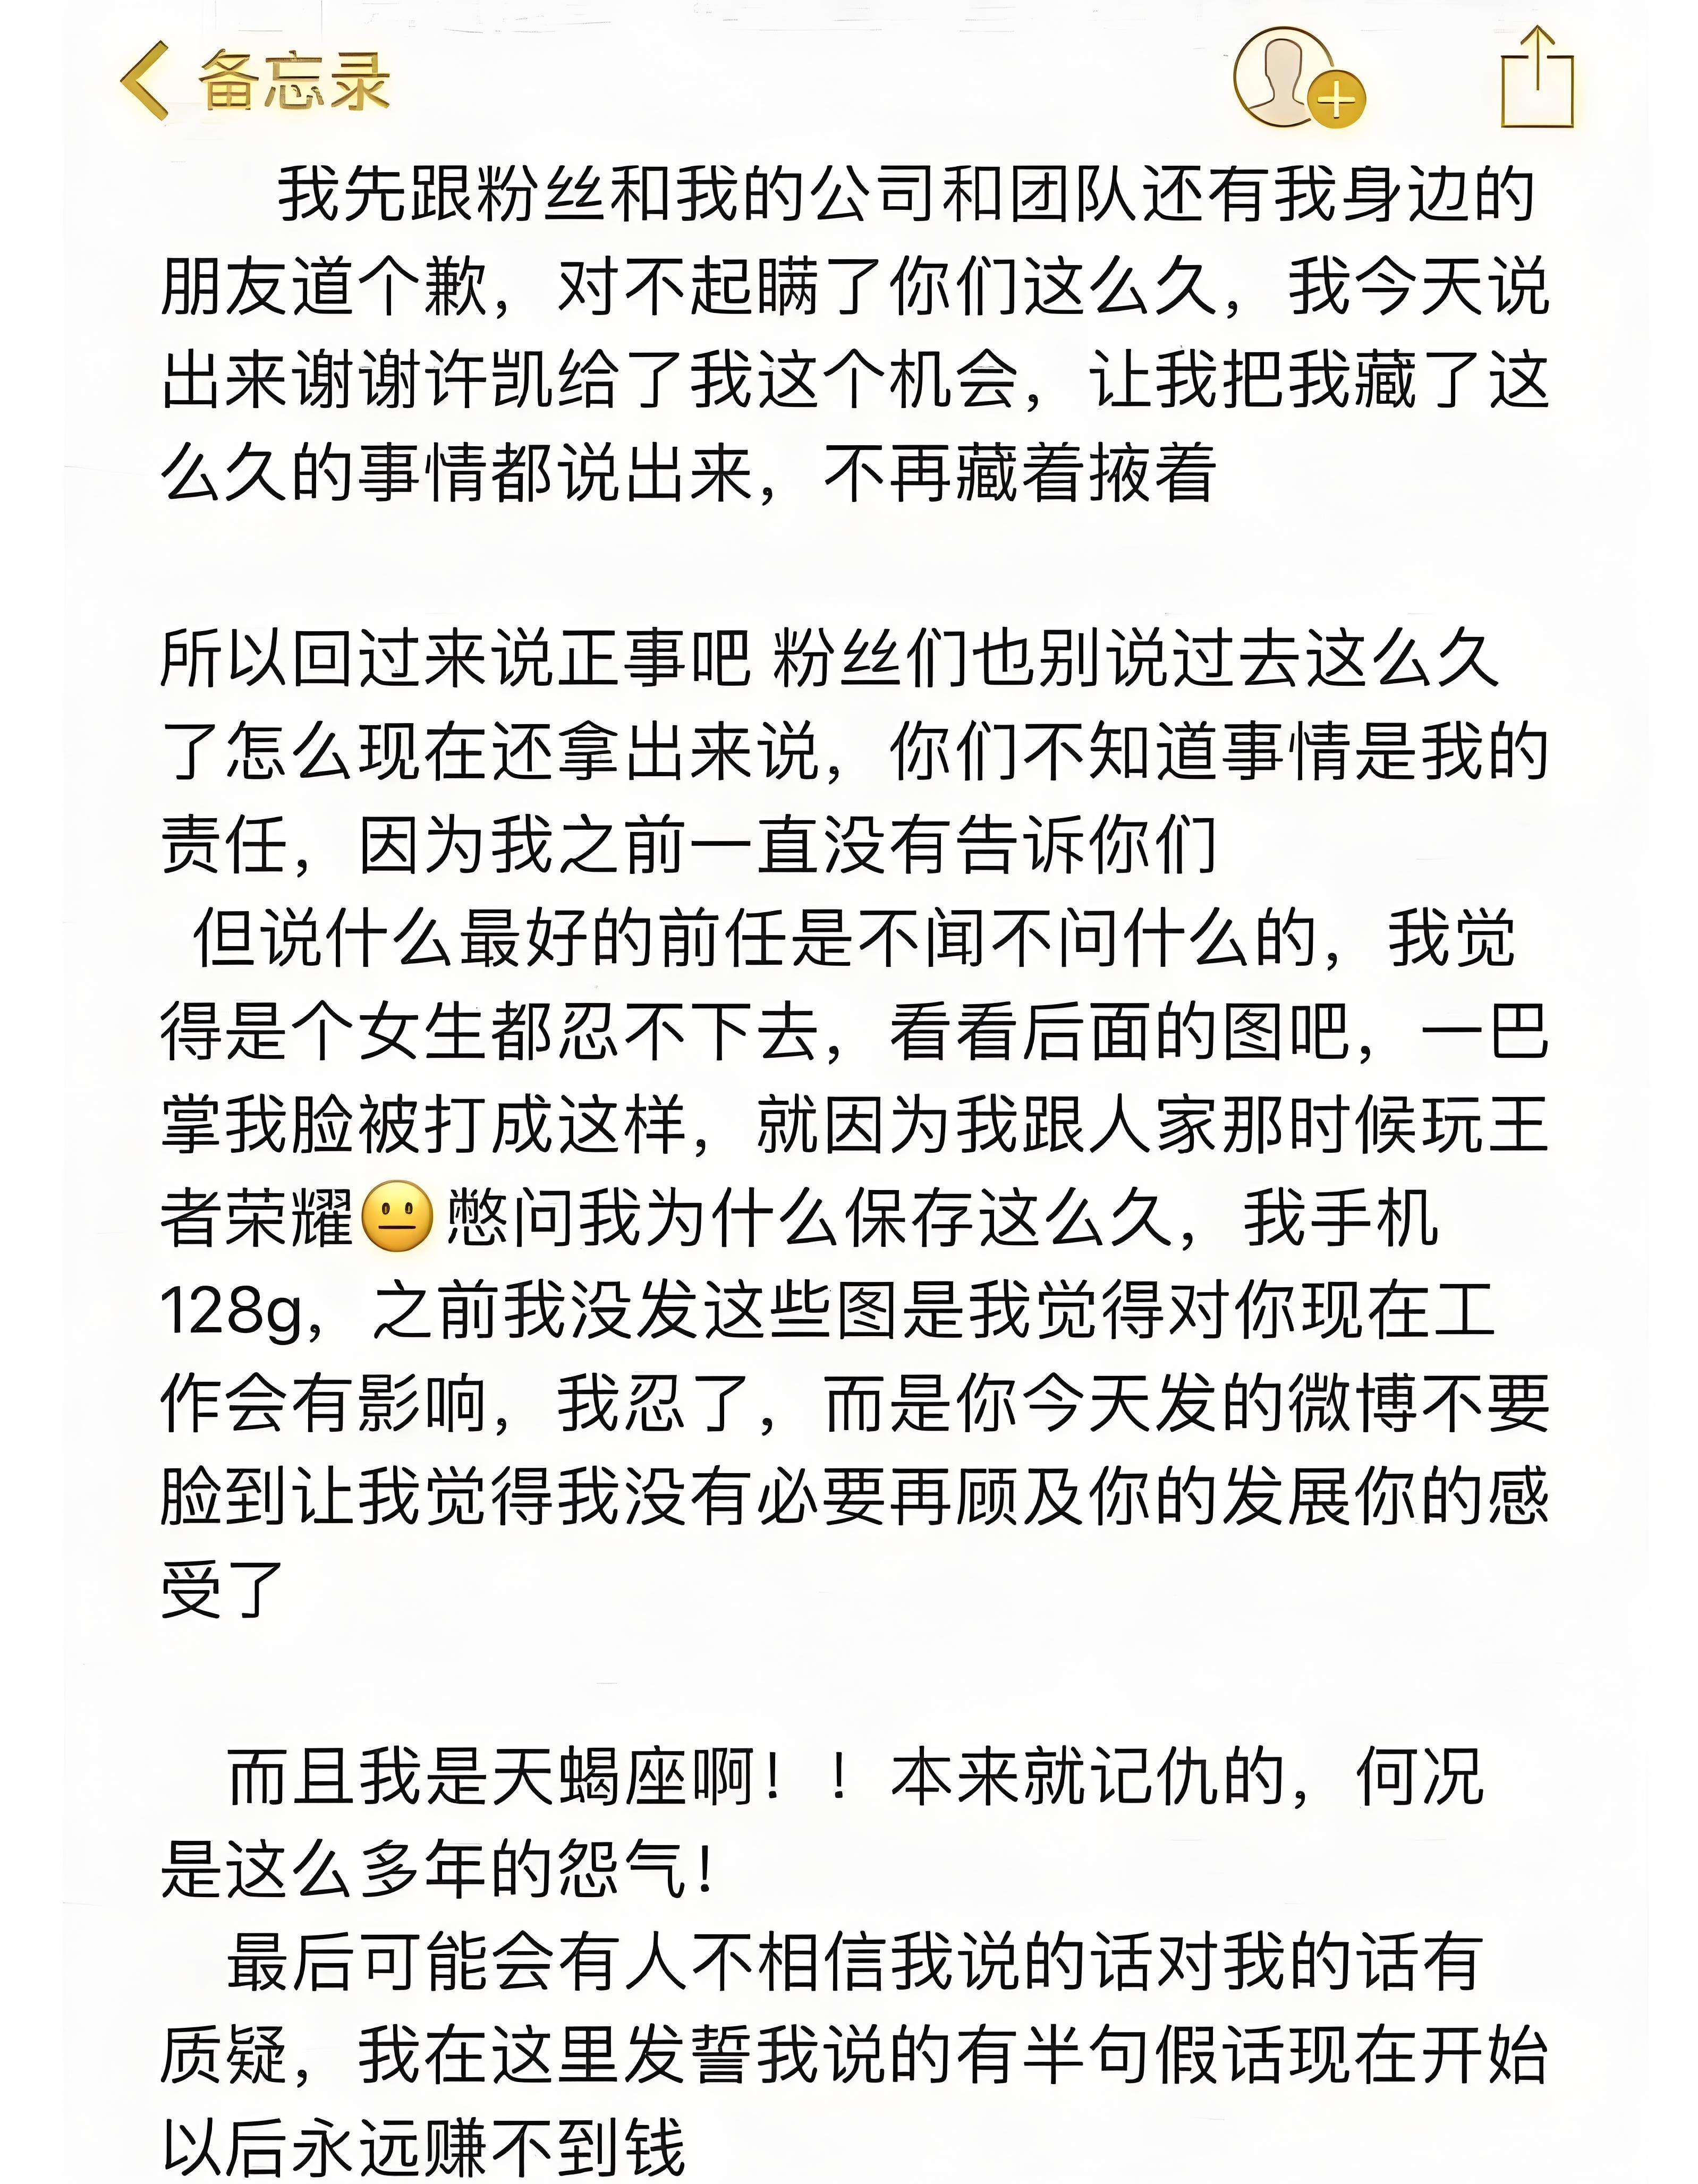 备忘录
我先跟粉丝和我的公司和团队还有我身边的
朋友道个歉，对不起瞒了你们这么久，我今天说
出来谢谢许凯给了我这个机会，让我把我藏了这
么久的事情都说出来，不再藏着掖着
所以回过来说正事吧 粉丝们也别说过去这么久
了怎么现在还拿出来说，你们不知道事情是我的
责任，因为我之前一直没有告诉你们
但说什么最好的前任是不闻不问什么的，我觉
得是个女生都忍不下去，看看后面的图吧，一巴
掌我脸被打成这样，就因为我跟人家那时候玩王
者荣耀😐憋问我为什么保存这么久，我手机
128g，之前我没发这些图是我觉得对你现在工
作会有影响，我忍了，而是你今天发的微博不要
脸到让我觉得我没有必要再顾及你的发展你的感
受了
而且我是天蝎座啊！！本来就记仇的，何况
是这么多年的怨气！
最后可能会有人不相信我说的话对我的话有
质疑，我在这里发誓我说的有半句假话现在开始
以后永远赚不到钱